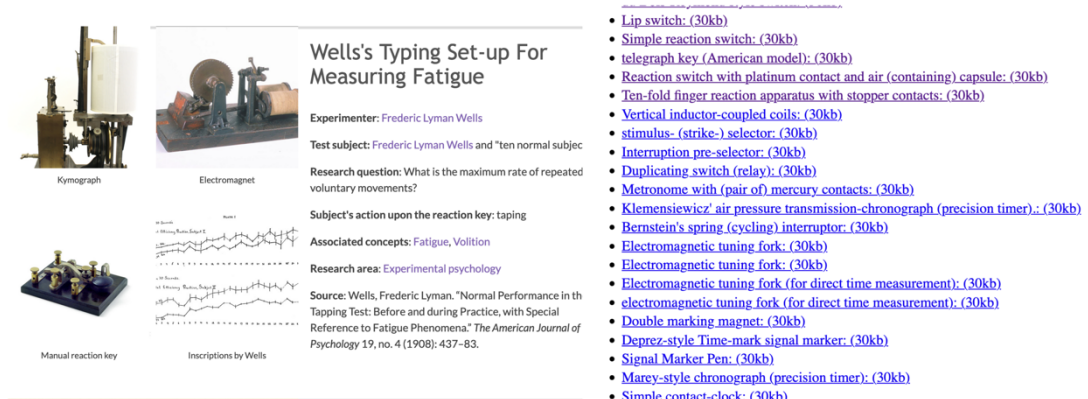 Kymograph
Electromagnet
Manual reaction key
Inscriptions by Wells
Wells's Typing Set-up For
Measuring Fatigue
Experimenter: Frederic Lyman Wells
Test subject: Frederic Lyman Wells and "ten normal subjec
Research question: What is the maximum rate of repeated
voluntary movements?
Subject's action upon the reaction key: taping
Associated concepts: Fatigue, Volition
Research area: Experimental psychology
Source: Wells, Frederic Lyman. "Normal Performance in th
Tapping Test: Before and during Practice, with Special
Reference to Fatigue Phenomena." The American Journal of
Psychology 19, no. 4 (1908): 437–83.
Lip switch: (30kb)
Simple reaction switch: (30kb)
telegraph key (American model): (30kb)
Reaction switch with platinum contact and air (containing) capsule: (30kb)
Ten-fold finger reaction apparatus with stopper contacts: (30kb)
Vertical inductor-coupled coils: (30kb)
stimulus- (strike-) selector: (30kb)
Interruption pre-selector: (30kb)
Duplicating switch (relay): (30kb)
Metronome with (pair of) mercury contacts: (30kb)
Klemensiewicz' air pressure transmission-chronograph (precision timer).: (30kb)
Bernstein's spring (cycling) interruptor: (30kb)
Electromagnetic tuning fork: (30kb)
Electromagnetic tuning fork: (30kb)
Electromagnetic tuning fork (for direct time measurement): (30kb)
electromagnetic tuning fork (for direct time measurement): (30kb)
Double marking magnet: (30kb)
Deprez-style Time-mark signal marker: (30kb)
Signal Marker Pen: (30kb)
Marey-style chronograph (precision timer): (30kb)
Simple contact-clock: (30kb)